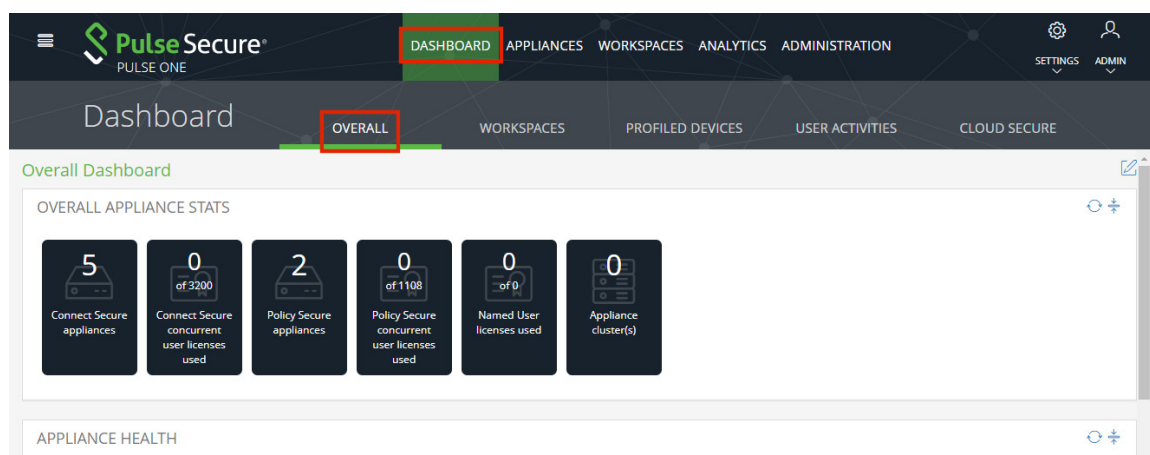 Pulse Secure®
PULSE ONE
DASHBOARD APPLIANCES WORKSPACES ANALYTICS ADMINISTRATION
SETTINGS ADMIN
Dashboard
OVERALL WORKSPACES PROFILED DEVICES USER ACTIVITIES CLOUD SECURE
Overall Dashboard
OVERALL APPLIANCE STATS
5
Connect Secure
appliances
0
of 3200
Connect Secure
concurrent
user licenses
used
2
Policy Secure
appliances
0
of 1108
Policy Secure
concurrent
user licenses
used
0
of 0
Named User
licenses used
0
Appliance
cluster(s)
APPLIANCE HEALTH